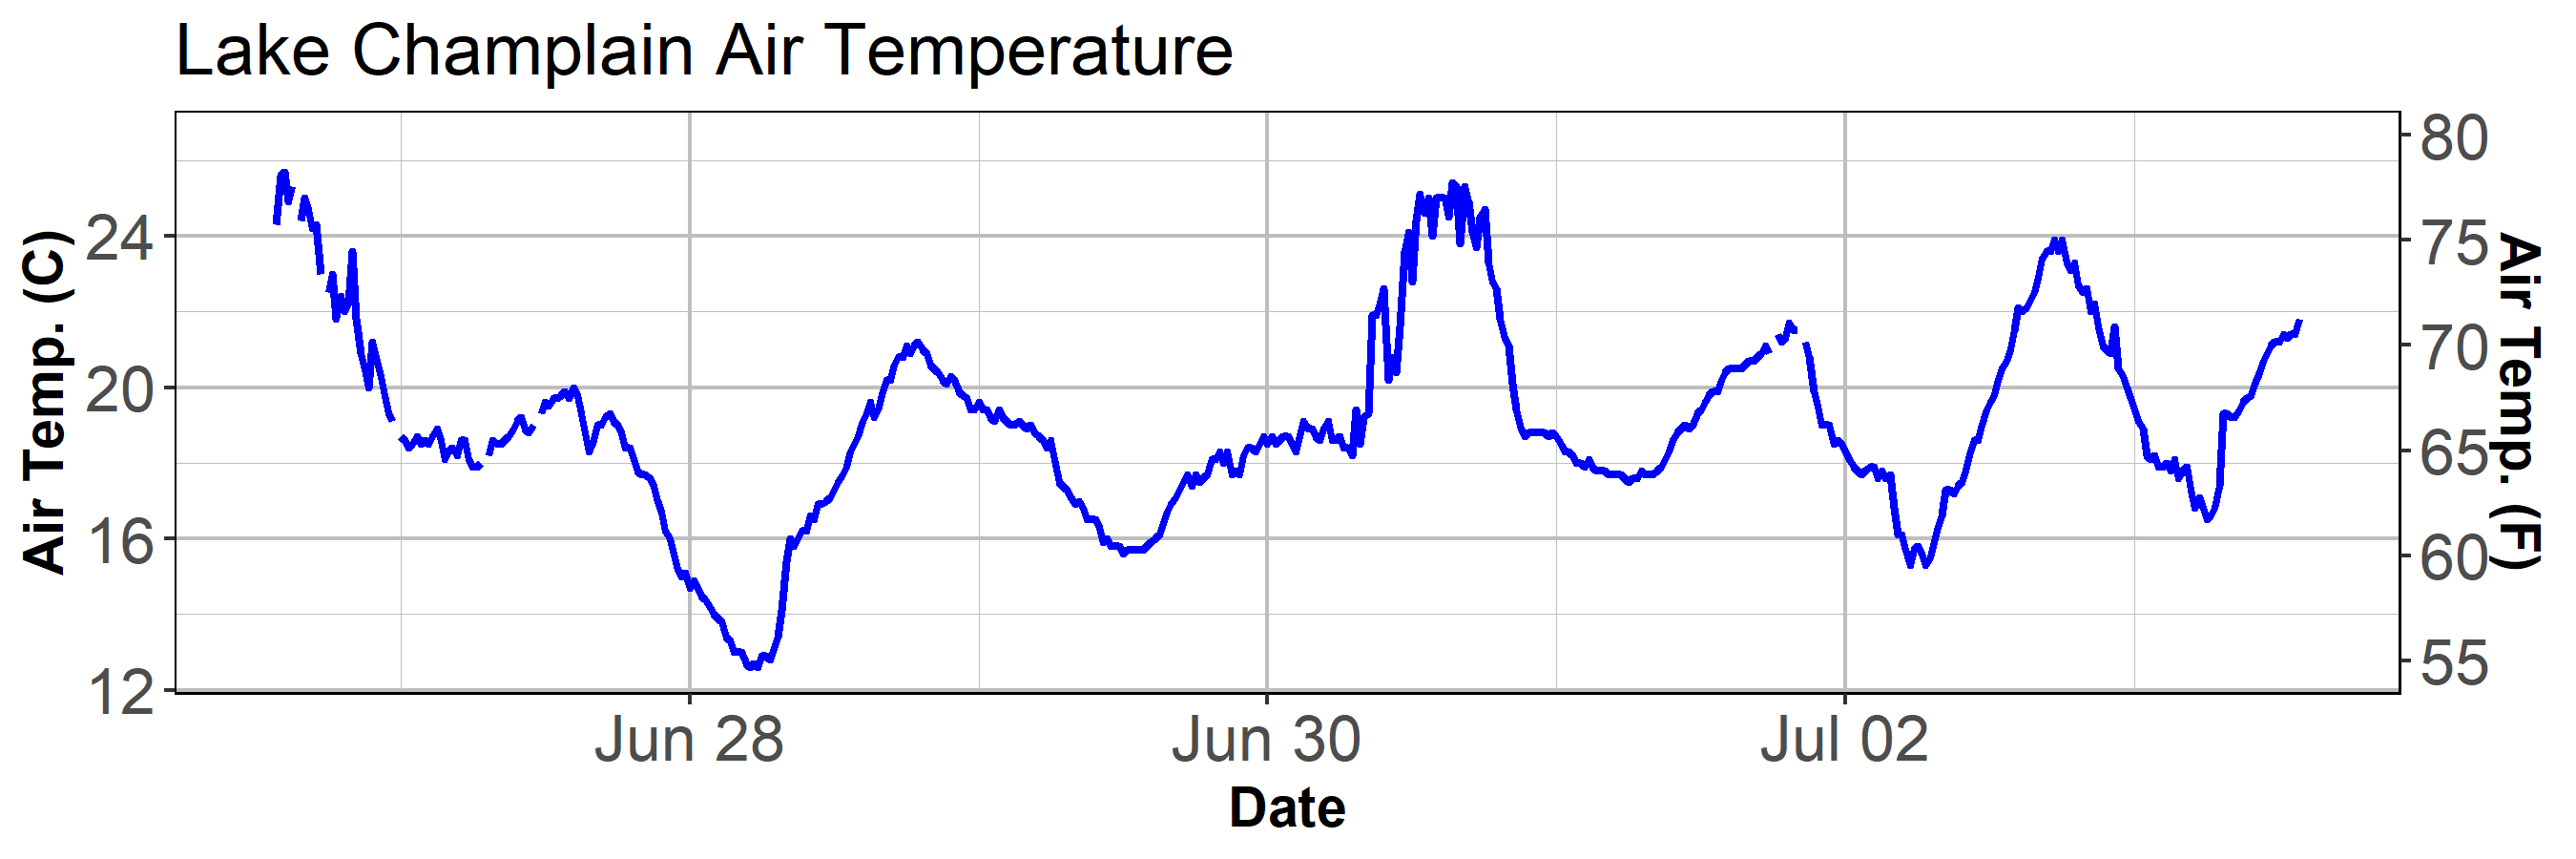 Lake Champlain Air Temperature
Air Temp. (C)
24
20
16
12
80
75
70
65
60
55
Air Temp. (F)
Jun 28
Jun 30
Jul 02
Date